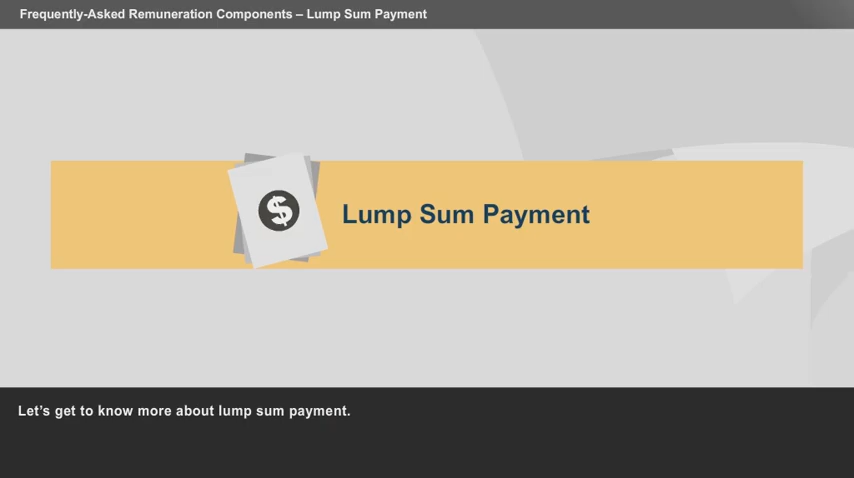 Frequently-Asked Remuneration Components – Lump Sum Payment
$
Lump Sum Payment
Let’s get to know more about lump sum payment.